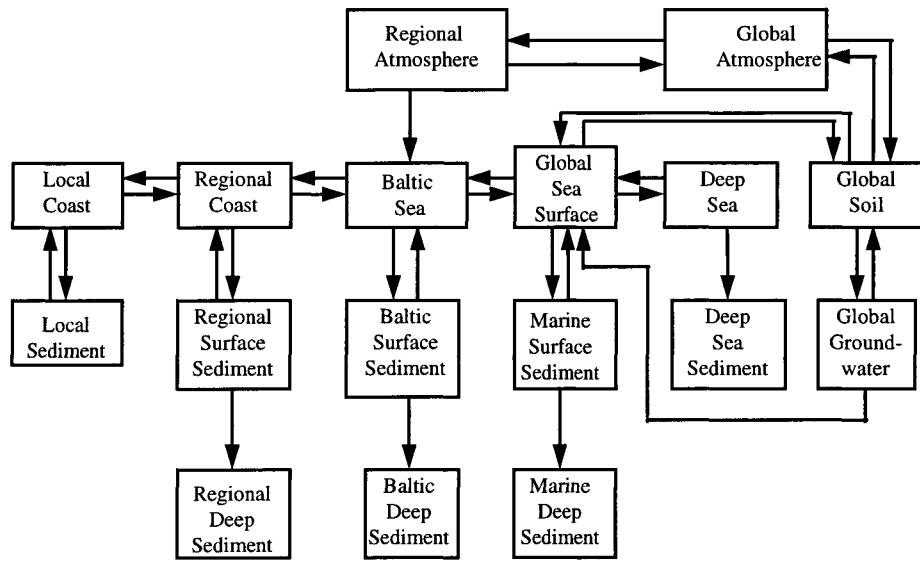 Regional
Atmosphere
Global
Atmosphere
Local
Coast
Regional
Coast
Baltic
Sea
Global
Sea
Surface
Deep
Sea
Global
Soil
Local
Sediment
Regional
Surface
Sediment
Baltic
Surface
Sediment
Marine
Surface
Sediment
Deep
Sea
Sediment
Global
Ground-
water
Regional
Deep
Sediment
Baltic
Deep
Sediment
Marine
Deep
Sediment